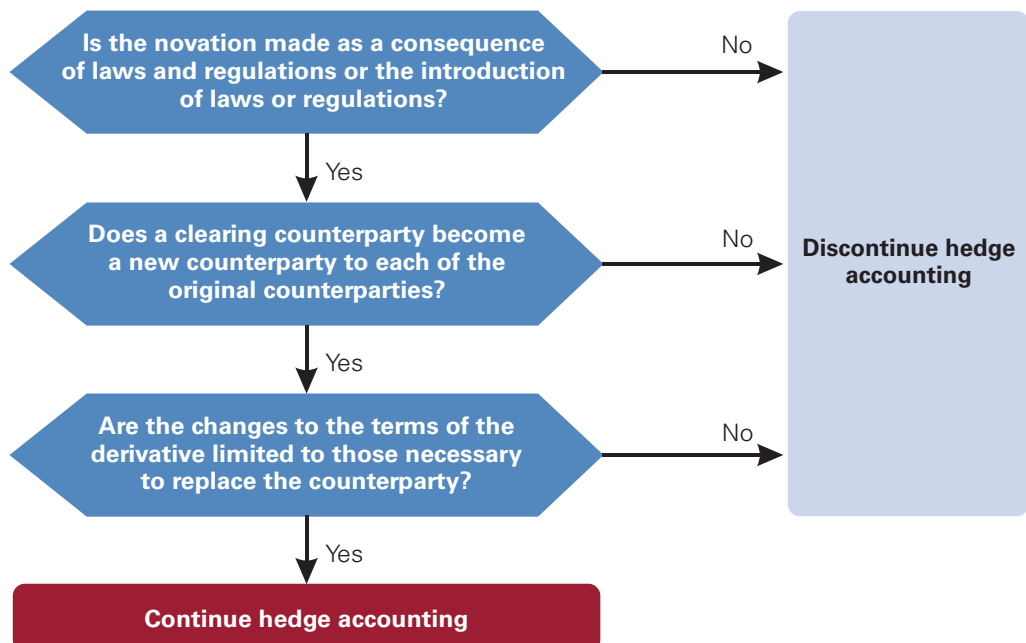 Is the novation made as a consequence
of laws and regulations or the introduction
of laws or regulations?
No
Yes
Does a clearing counterparty become
a new counterparty to each of the
original counterparties?
No
Discontinue hedge
accounting
Yes
Are the changes to the terms of the
derivative limited to those necessary
to replace the counterparty?
No
Yes
Continue hedge accounting